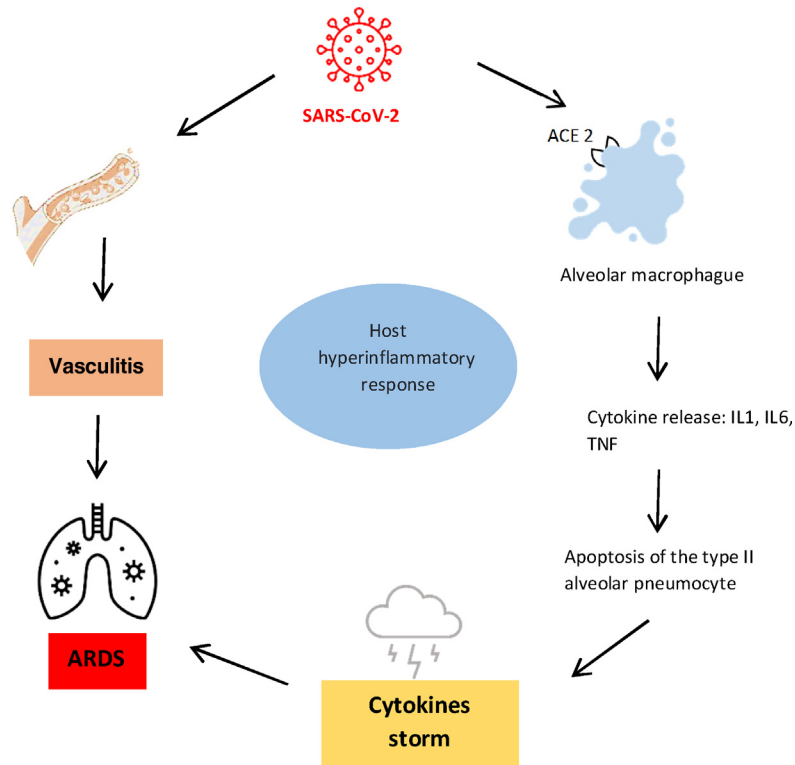 SARS-CoV-2
ACE 2
Alveolar macrophague
Host
hyperinflammatory
response
Vasculitis
Cytokine release: IL1, IL6,
TNF
Apoptosis of the type II
alveolar pneumocyte
ARDS
Cytokines
storm